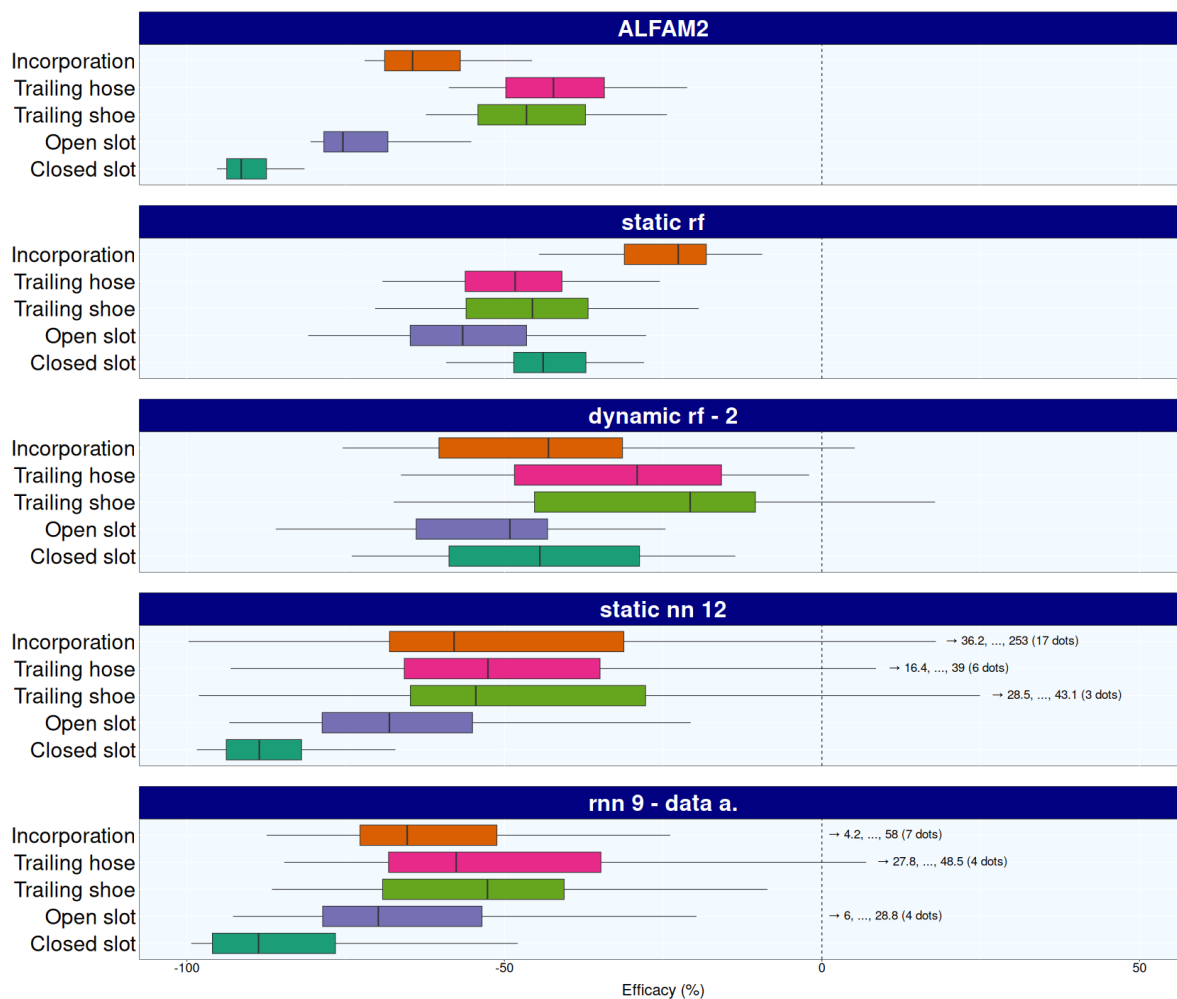 ALFAM2
Incorporation
Trailing hose
Trailing shoe
Open slot
Closed slot
static rf
Incorporation
Trailing hose
Trailing shoe
Open slot
Closed slot
dynamic rf - 2
Incorporation
Trailing hose
Trailing shoe
Open slot
Closed slot
static nn 12
Incorporation → 36.2, ..., 253 (17 dots)
Trailing hose → 16.4, ..., 39 (6 dots)
Trailing shoe → 28.5, ..., 43.1 (3 dots)
Open slot
Closed slot
rnn 9 - data a.
Incorporation → 4.2, ..., 58 (7 dots)
Trailing hose → 27.8, ..., 48.5 (4 dots)
Trailing shoe
Open slot → 6, ..., 28.8 (4 dots)
Closed slot
-100 -50 0 50
Efficacy (%)